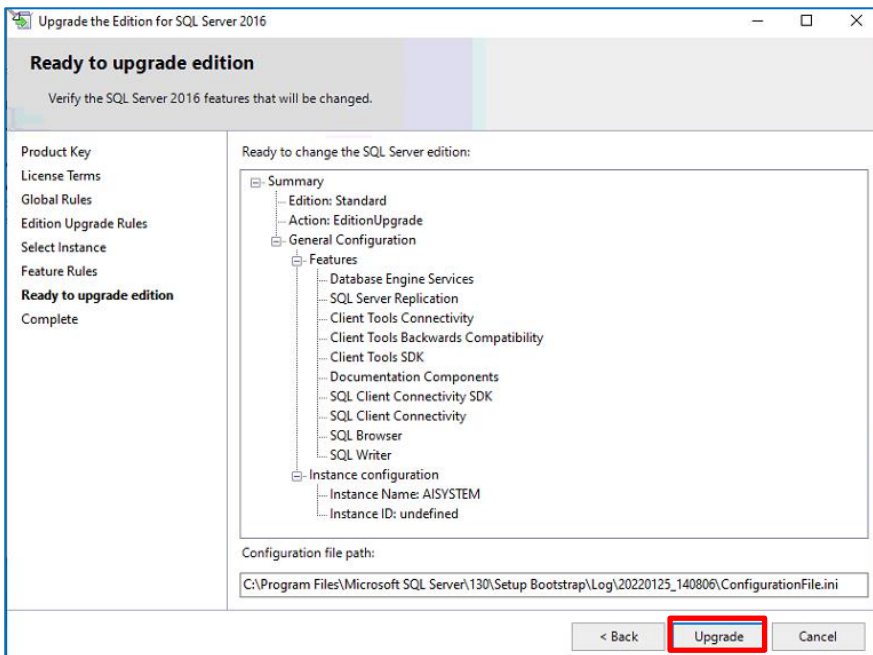 Upgrade the Edition for SQL Server 2016
Ready to upgrade edition
Verify the SQL Server 2016 features that will be changed.
Product Key
License Terms
Global Rules
Edition Upgrade Rules
Select Instance
Feature Rules
Ready to upgrade edition
Complete
Ready to change the SQL Server edition:
Summary
Edition: Standard
Action: EditionUpgrade
General Configuration
Features
Database Engine Services
SQL Server Replication
Client Tools Connectivity
Client Tools Backwards Compatibility
Client Tools SDK
Documentation Components
SQL Client Connectivity SDK
SQL Client Connectivity
SQL Browser
SQL Writer
Instance configuration
Instance Name: AISYSTEM
Instance ID: undefined
Configuration file path:
C:\Program Files\Microsoft SQL Server\130\Setup Bootstrap\Log\20220125_140806\ConfigurationFile.ini
< Back Upgrade Cancel